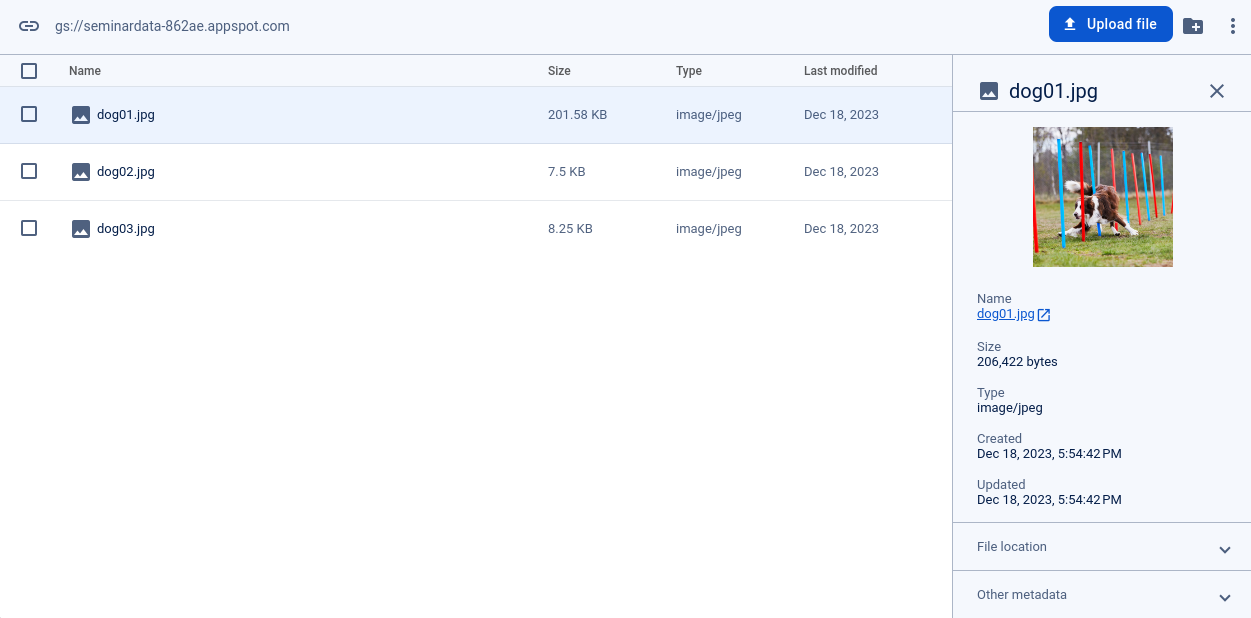 gs://seminardata-862ae.appspot.com
Upload file
Name Size Type Last modified
dog01.jpg 201.58 KB image/jpeg Dec 18, 2023
dog02.jpg 7.5 KB image/jpeg Dec 18, 2023
dog03.jpg 8.25 KB image/jpeg Dec 18, 2023
dog01.jpg
Name
dog01.jpg
Size
206,422 bytes
Type
image/jpeg
Created
Dec 18, 2023, 5:54:42 PM
Updated
Dec 18, 2023, 5:54:42 PM
File location
Other metadata